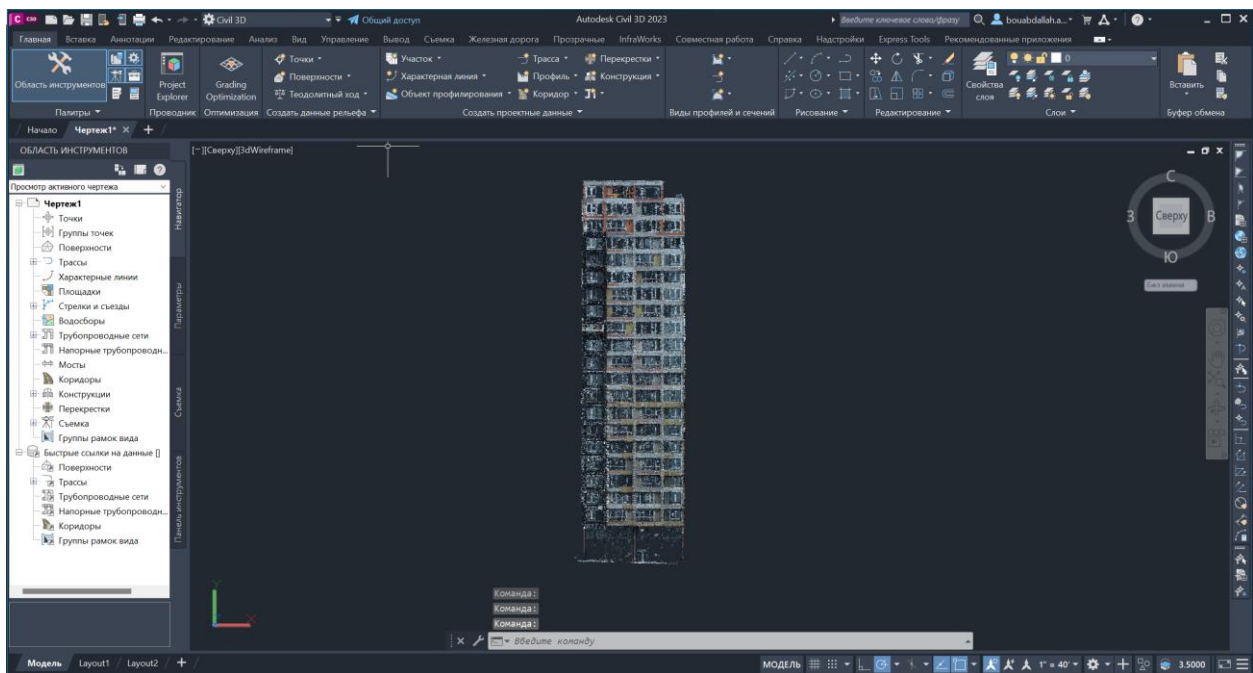 C C3D Civil 3D Общий доступ Autodesk Civil 3D 2023 Введите ключевое слово/фразу bouabdallah.a...
Главная Вставка Аннотации Редактирование Анализ Вид Управление Вывод Съемка Железная дорога Прозрачные InfraWorks Совместная работа Справка Надстройки Express Tools Рекомендованные приложения
Область инструментов
Project Explorer
Grading Optimization
Точки
Поверхности
Теодолитный ход
Участок
Характерная линия
Объект профилирования
Трасса
Профиль
Коридор
Перекрестки
Конструкция
Свойства слоя
0
Вставить
Палитры Проводник Оптимизация Создать данные рельефа Создать проектные данные Виды профилей и сечений Рисование Редактирование Слои Буфер обмена
Начало Чертеж1* × +
ОБЛАСТЬ ИНСТРУМЕНТОВ
Просмотр активного чертежа
Чертеж1
Точки
Группы точек
Поверхности
Трассы
Характерные линии
Площадки
Стрелки и съезды
Водосборы
Трубопроводные сети
Напорные трубопроводн...
Мосты
Коридоры
Конструкции
Перекрестки
Съемка
Группы рамок вида
Быстрые ссылки на данные []
Поверхности
Трассы
Трубопроводные сети
Напорные трубопроводн...
Коридоры
Группы рамок вида
Навигатор
Параметры
Съемка
Панель инструментов
[−][Сверху][3dWireframe]
С
З
Сверху
В
Ю
Без имени
Y
X
Команда:
Команда:
Команда:
Введите команду
Модель Layout1 Layout2 +
МОДЕЛЬ 1" = 40' 3.5000